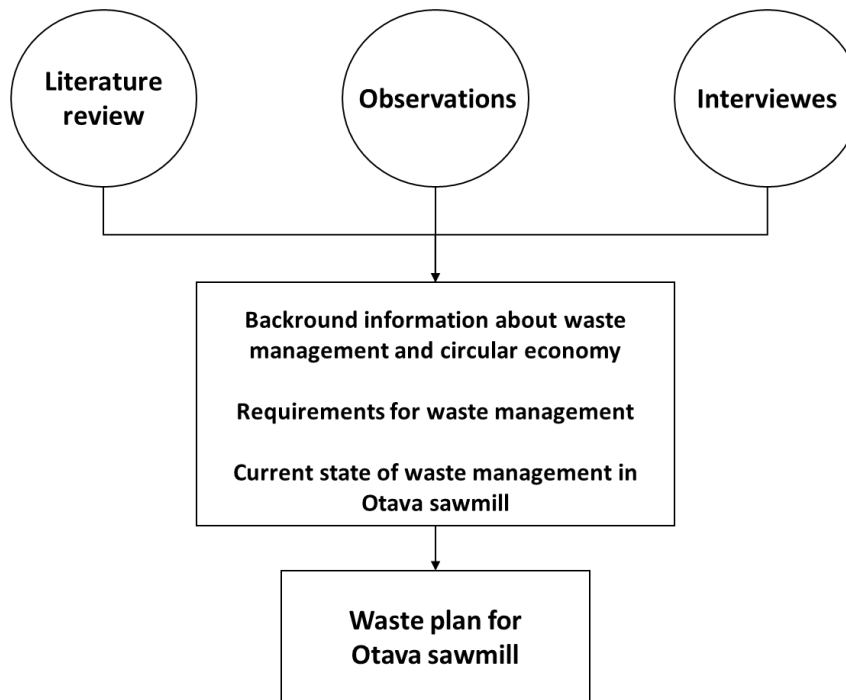 Literature
review
Observations
Interviewes
Backround information about waste
management and circular economy
Requirements for waste management
Current state of waste management in
Otava sawmill
Waste plan for
Otava sawmill